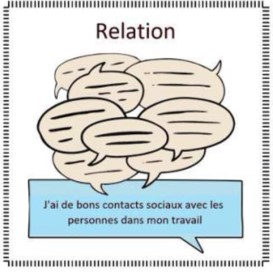 Relation
J'ai de bons contacts sociaux avec les
personnes dans mon travail